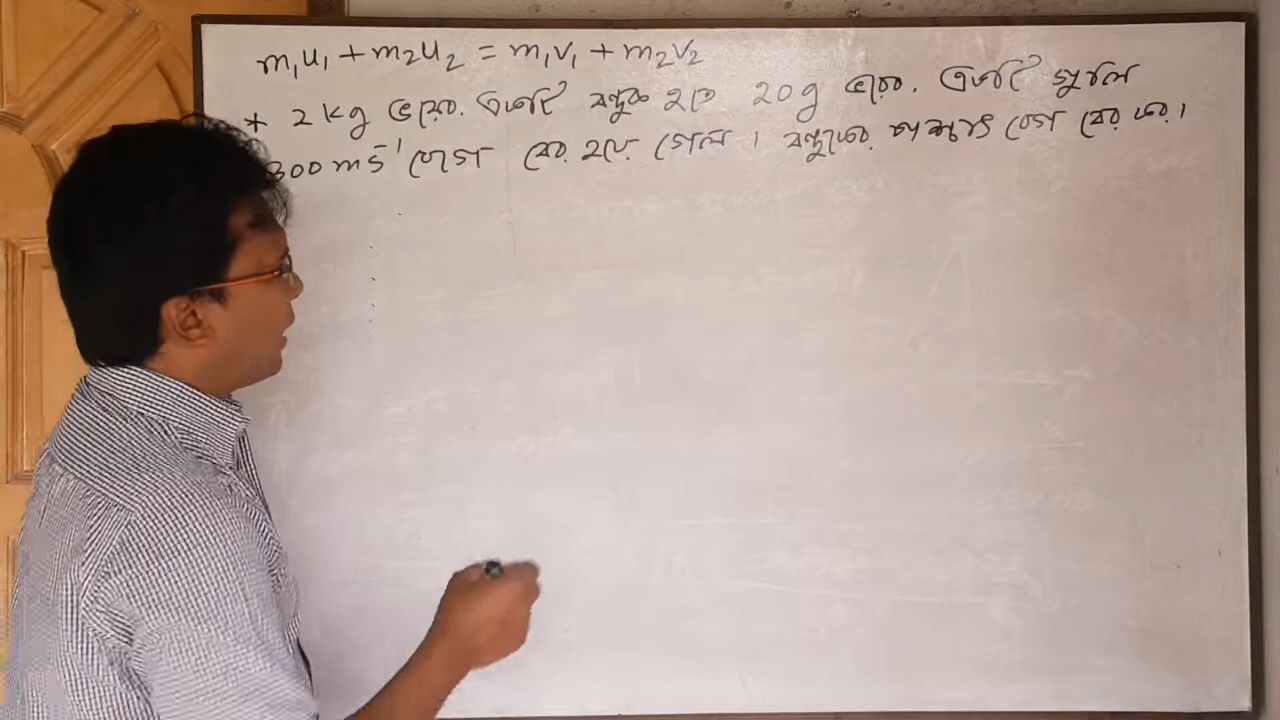 m₁u₁ + m₂u₂ = m₁v₁ + m₂v₂
* 2 kg ভরের একটি বন্দুক হতে 20g ভরের একটি গুলি
300 ms⁻¹ বেগে বের হয়ে গেল। বন্দুকের পশ্চাৎ বেগ বের কর।